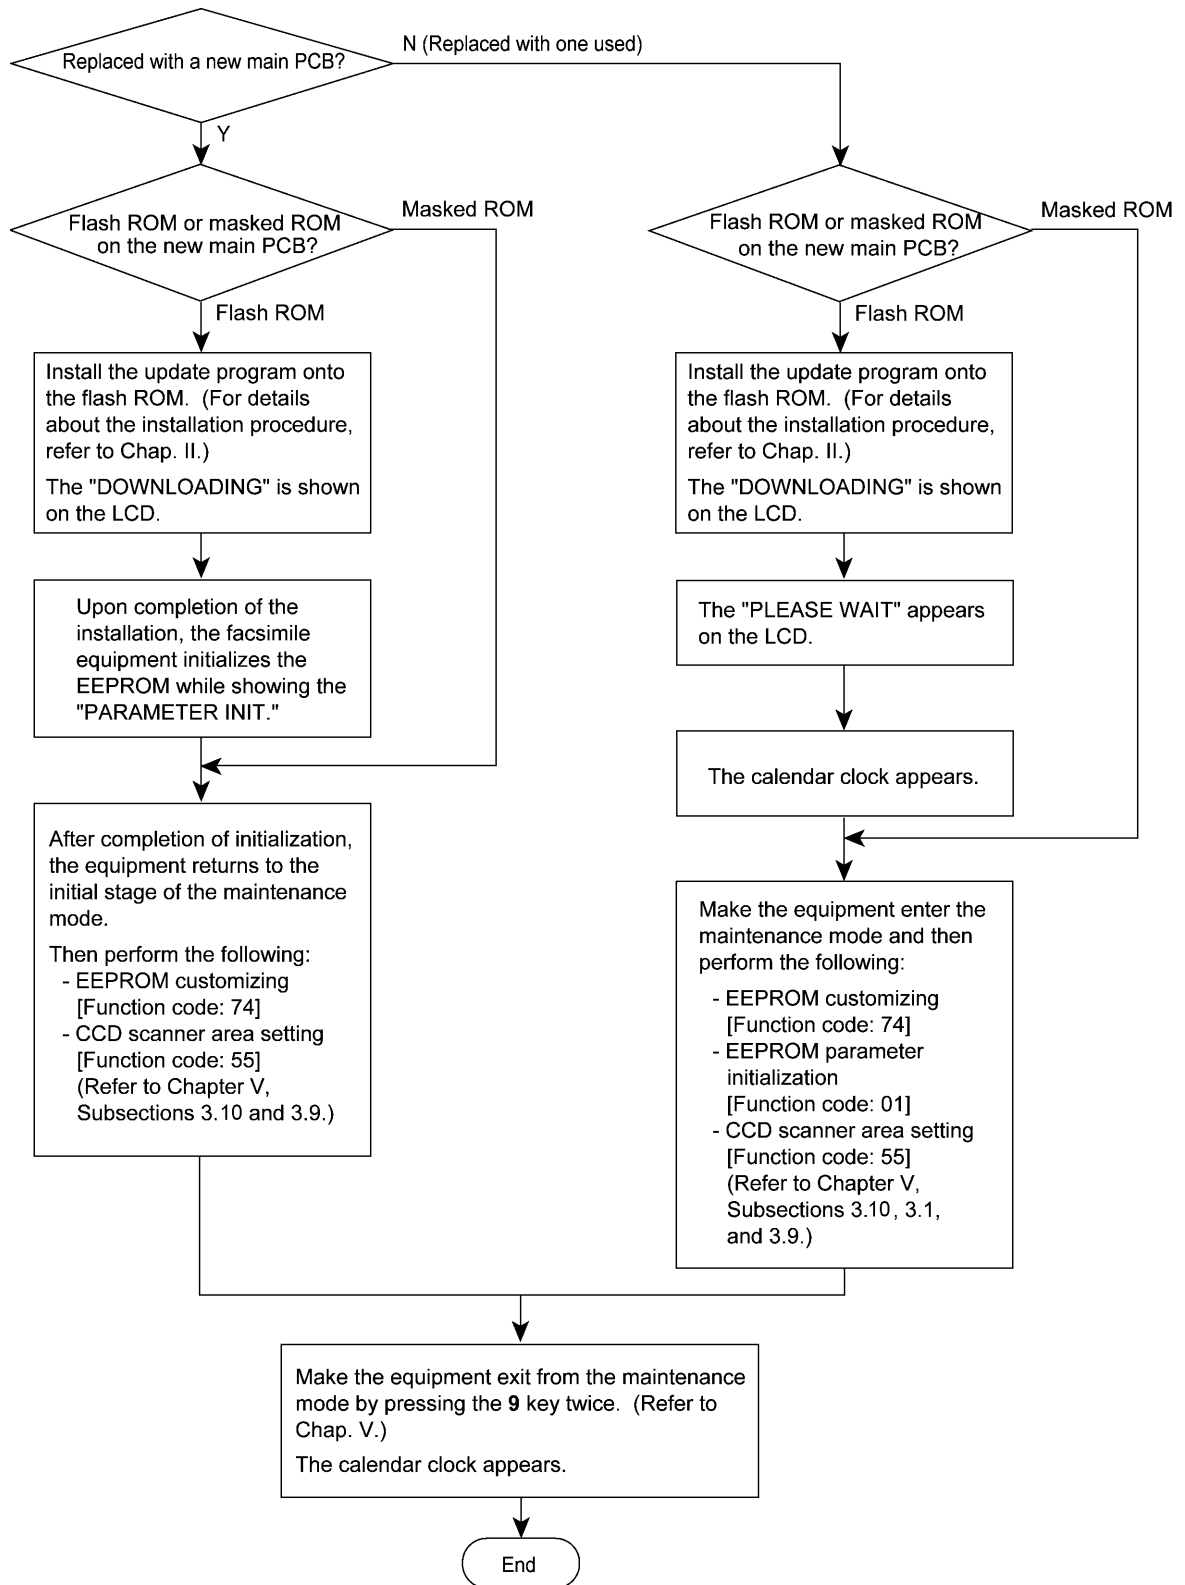 Replaced with a new main PCB?
N (Replaced with one used)
Y
Flash ROM or masked ROM
on the new main PCB?
Masked ROM
Flash ROM
Install the update program onto
the flash ROM. (For details
about the installation procedure,
refer to Chap. II.)
The "DOWNLOADING" is shown
on the LCD.
Upon completion of the
installation, the facsimile
equipment initializes the
EEPROM while showing the
"PARAMETER INIT."
After completion of initialization,
the equipment returns to the
initial stage of the maintenance
mode.
Then perform the following:
- EEPROM customizing
[Function code: 74]
- CCD scanner area setting
[Function code: 55]
(Refer to Chapter V,
Subsections 3.10 and 3.9.)
Flash ROM or masked ROM
on the new main PCB?
Masked ROM
Flash ROM
Install the update program onto
the flash ROM. (For details
about the installation procedure,
refer to Chap. II.)
The "DOWNLOADING" is shown
on the LCD.
The "PLEASE WAIT" appears
on the LCD.
The calendar clock appears.
Make the equipment enter the
maintenance mode and then
perform the following:
- EEPROM customizing
[Function code: 74]
- EEPROM parameter
initialization
[Function code: 01]
- CCD scanner area setting
[Function code: 55]
(Refer to Chapter V,
Subsections 3.10, 3.1,
and 3.9.)
Make the equipment exit from the maintenance
mode by pressing the 9 key twice. (Refer to
Chap. V.)
The calendar clock appears.
End